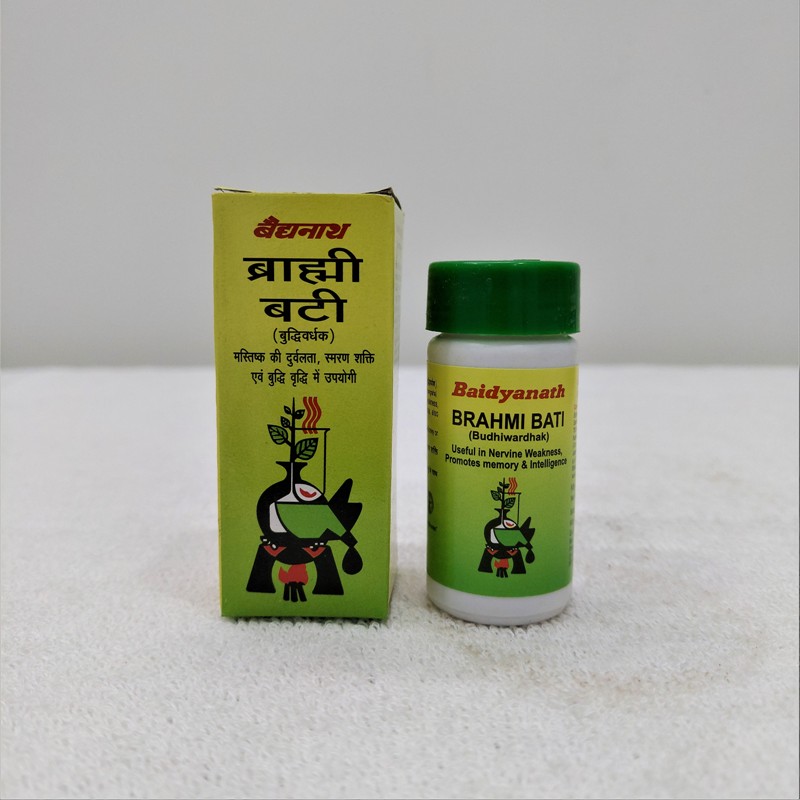 बैद्यनाथ
ब्राह्मी
बटी
(बुद्धिवर्धक)
मस्तिष्क की दुर्वलता, स्मरण शक्ति
एवं बुद्धि वृद्धि में उपयोगी
Baidyanath
BRAHMI BATI
(Budhiwardhak)
Useful in Nervine Weakness,
Promotes memory & Intelligence